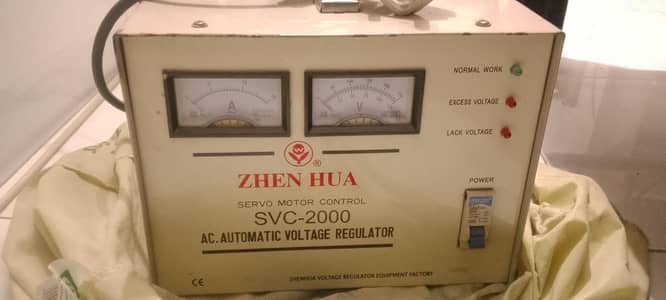 NORMAL WORK
EXCESS VOLTAGE
LACK VOLTAGE
A
V
®
ZHEN HUA
SERVO MOTOR CONTROL
SVC-2000
AC. AUTOMATIC VOLTAGE REGULATOR
POWER
CE
ZHENHUA VOLTAGE REGULATOR EQUIPMENT FACTORY